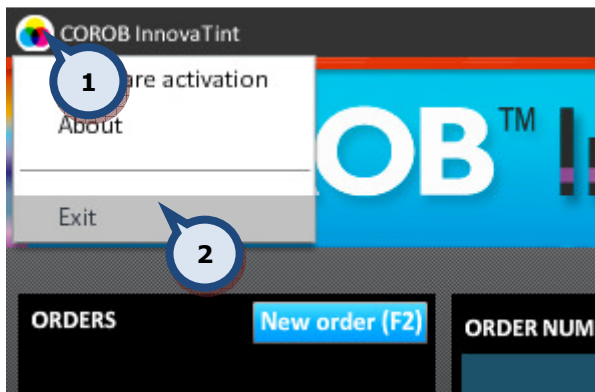 COROB InnovaTint
are activation
About
OB™ I
Exit
1
2
ORDERS
New order (F2)
ORDER NUM